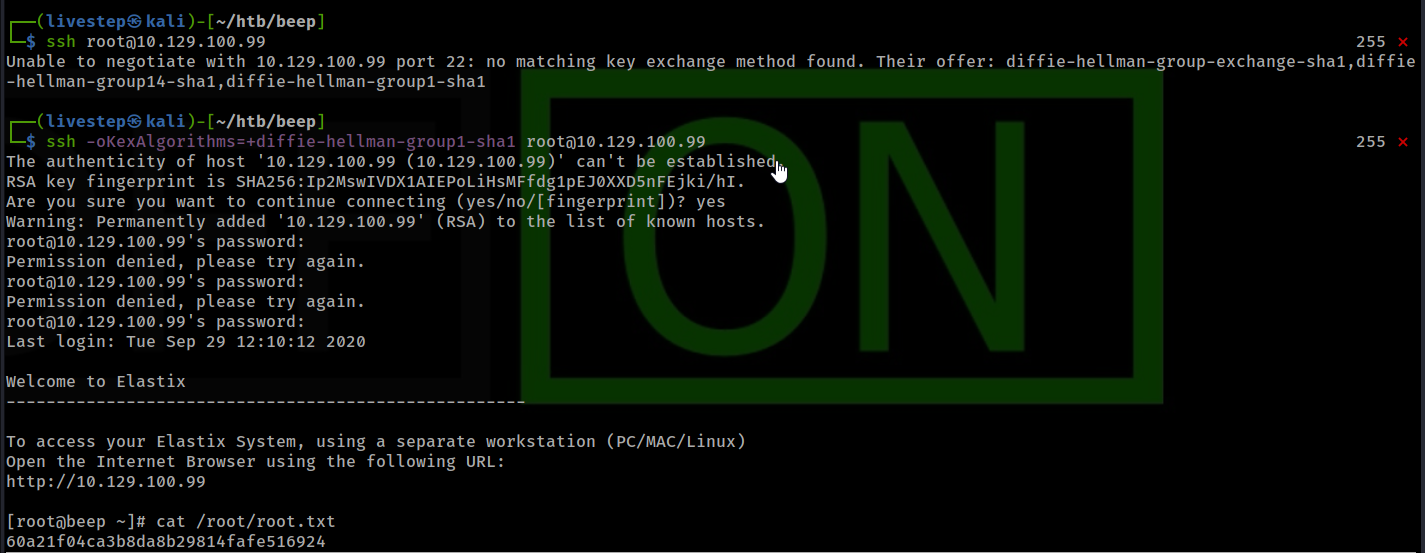 ┌──(livestep㉿kali)-[~/htb/beep]
└─$ ssh root@10.129.100.99 255 ⨯
Unable to negotiate with 10.129.100.99 port 22: no matching key exchange method found. Their offer: diffie-hellman-group-exchange-sha1,diffie
-hellman-group14-sha1,diffie-hellman-group1-sha1
┌──(livestep㉿kali)-[~/htb/beep]
└─$ ssh -oKexAlgorithms=+diffie-hellman-group1-sha1 root@10.129.100.99 255 ⨯
The authenticity of host '10.129.100.99 (10.129.100.99)' can't be established.
RSA key fingerprint is SHA256:Ip2MswIVDX1AIEPoLiHsMFfdg1pEJ0XXD5nFEjki/hI.
Are you sure you want to continue connecting (yes/no/[fingerprint])? yes
Warning: Permanently added '10.129.100.99' (RSA) to the list of known hosts.
root@10.129.100.99's password:
Permission denied, please try again.
root@10.129.100.99's password:
Permission denied, please try again.
root@10.129.100.99's password:
Last login: Tue Sep 29 12:10:12 2020
Welcome to Elastix
----------------------------------------------------
To access your Elastix System, using a separate workstation (PC/MAC/Linux)
Open the Internet Browser using the following URL:
http://10.129.100.99
[root@beep ~]# cat /root/root.txt
60a21f04ca3b8da8b29814fafe516924
ON